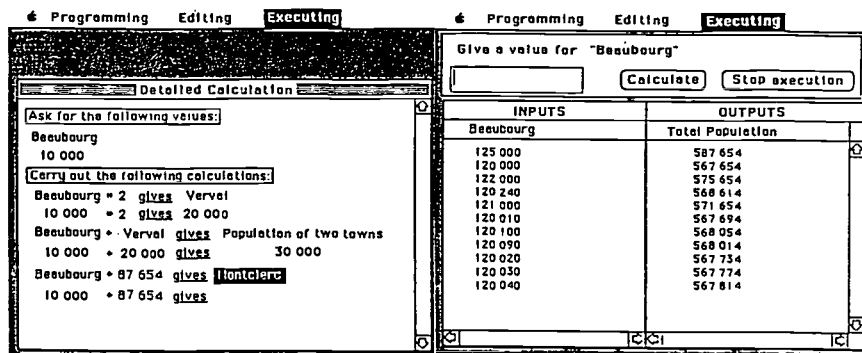 Programming Editing Executing
Detailed Calculation
Ask for the following values:
Beaubourg
10 000
Carry out the following calculations:
Beaubourg * 2 gives Verval
10 000 * 2 gives 20 000
Beaubourg + Verval gives Population of two towns
10 000 + 20 000 gives 30 000
Beaubourg + 87 654 gives Montclerc
10 000 + 87 654 gives
Programming Editing Executing
Give a value for "Beaubourg"
Calculate Stop execution
INPUTS OUTPUTS
Beaubourg Total Population
125 000 587 654
120 000 567 654
122 000 575 654
120 240 568 614
121 000 571 654
120 010 567 694
120 100 568 054
120 090 568 014
120 020 567 734
120 030 567 774
120 040 567 814